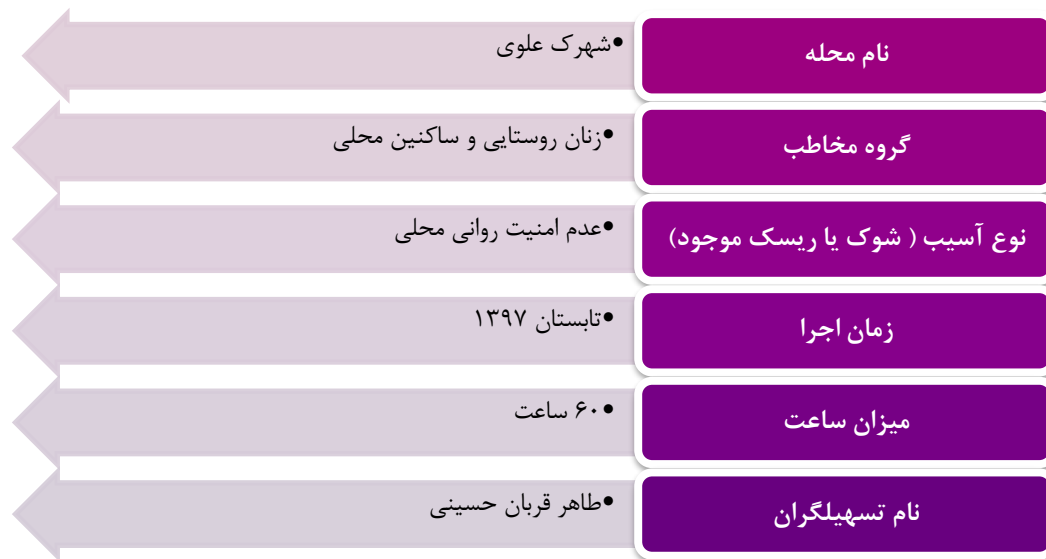 نام محله
•شهرک علوی
گروه مخاطب
•زنان روستایی و ساکنین محلی
نوع آسیب ( شوک یا ریسک موجود)
•عدم امنیت روانی محلی
زمان اجرا
•تابستان ۱۳۹۷
میزان ساعت
•۶۰ ساعت
نام تسهیلگران
•طاهر قربان حسینی